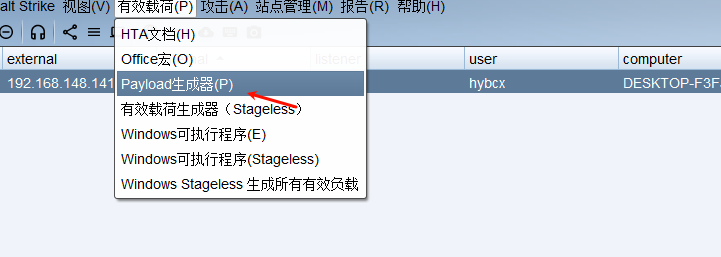 alt Strike 视图(V) 有效载荷(P) 攻击(A) 站点管理(M) 报告(R) 帮助(H)
HTA文档(H)
external listener user computer
Office宏(O)
192.168.148.141 Payload生成器(P) hybcx DESKTOP-F3F
有效载荷生成器（Stageless）
Windows可执行程序(E)
Windows可执行程序(Stageless)
Windows Stageless 生成所有有效负载